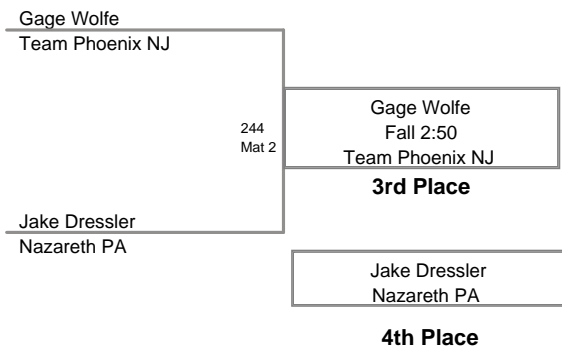 Gage Wolfe
Team Phoenix NJ
244
Mat 2
Gage Wolfe
Fall 2:50
Team Phoenix NJ
3rd Place
Jake Dressler
Nazareth PA
Jake Dressler
Nazareth PA
4th Place